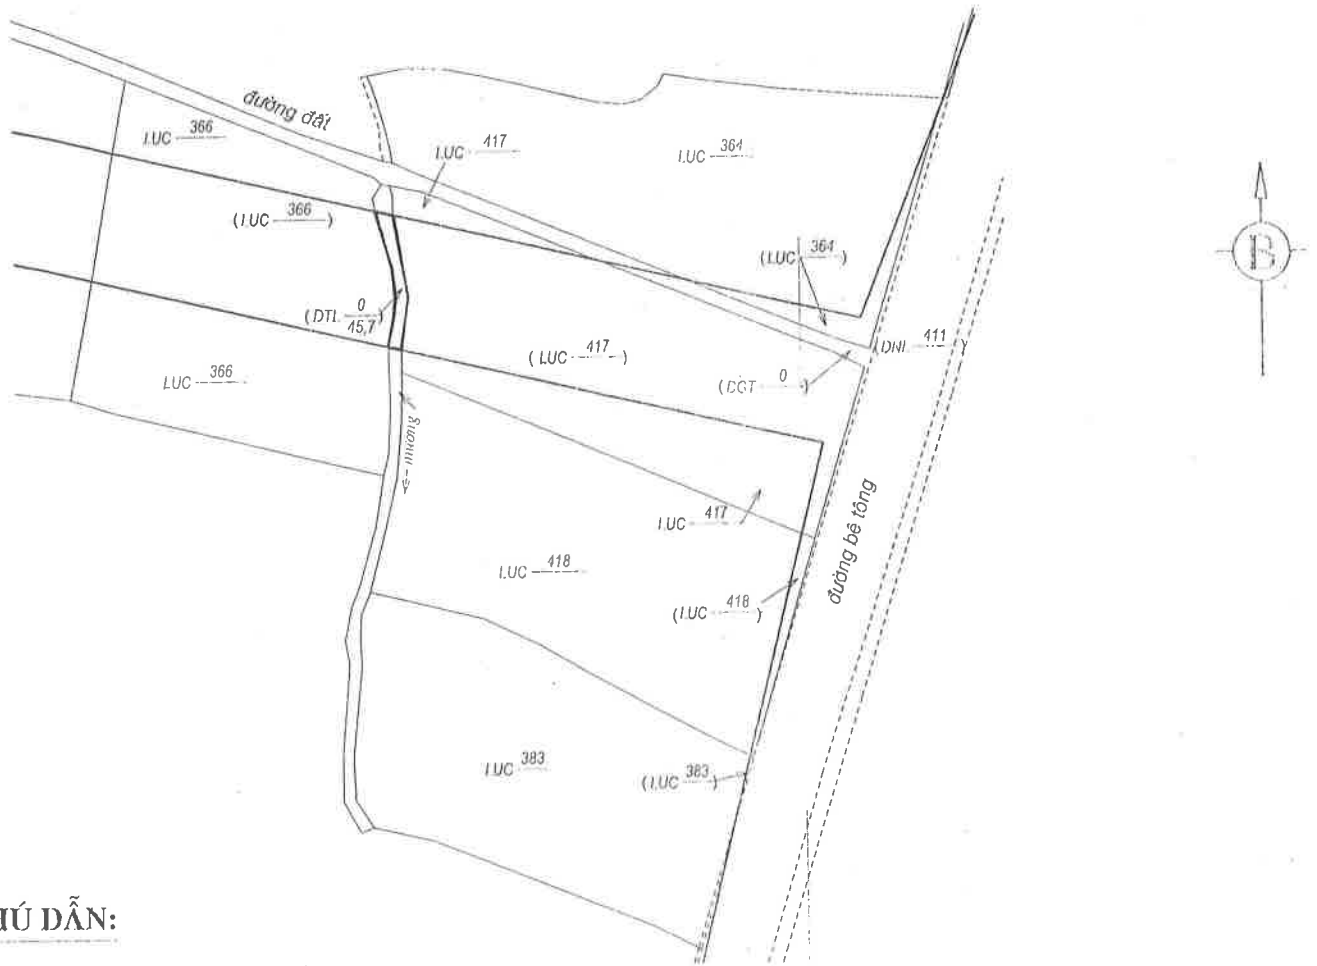 đường đất
LUC 366
LUC 417
LUC 364
(LUC 366)
(LUC 364)
(DTL 0
45,7)
(LUC 417)
(DNL 411)
(DGT 0)
LUC 366
mương
LUC 417
đường bê tông
LUC 418
(LUC 418)
LUC 383
(LUC 383)
B
HÚ DẪN: